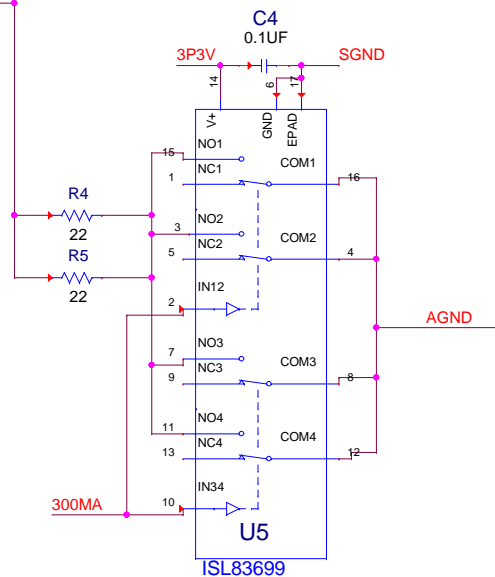 C4
0.1UF
3P3V
SGND
14
6
17
V+
GND
EPAD
NO1
15
NC1
COM1
1
16
R4
22
NO2
3
NC2
COM2
5
4
R5
22
IN12
2
AGND
NO3
7
NC3
COM3
9
8
NO4
11
NC4
COM4
13
12
IN34
300MA
10
U5
ISL83699